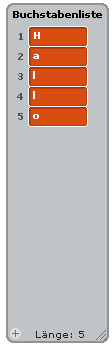 Buchstabenliste
1 H
2 a
3 l
4 l
5 o
+ Länge: 5